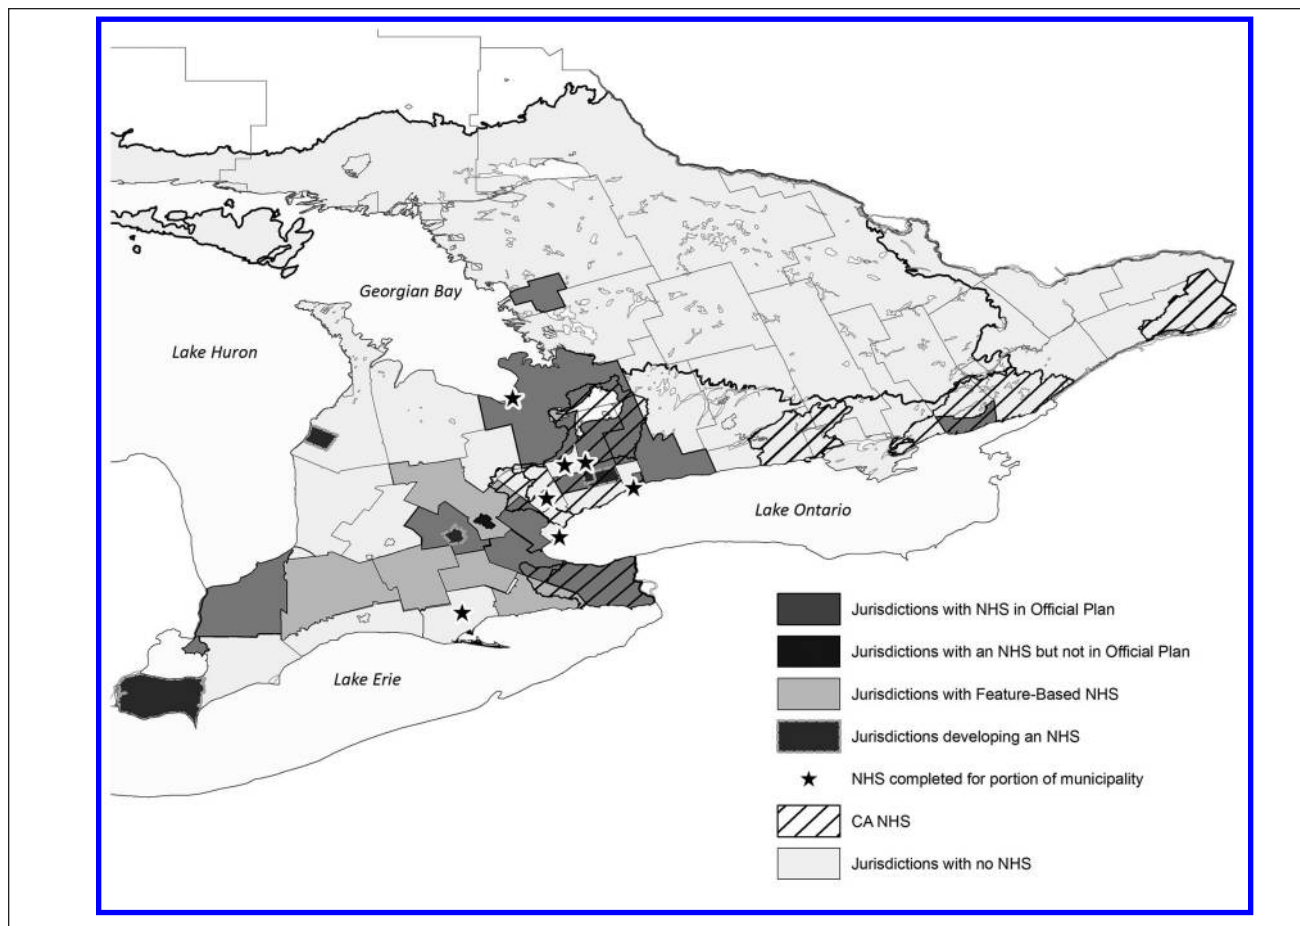 Georgian Bay
Lake Huron
Lake Ontario
Lake Erie
Jurisdictions with NHS in Official Plan
Jurisdictions with an NHS but not in Official Plan
Jurisdictions with Feature-Based NHS
Jurisdictions developing an NHS
NHS completed for portion of municipality
CA NHS
Jurisdictions with no NHS